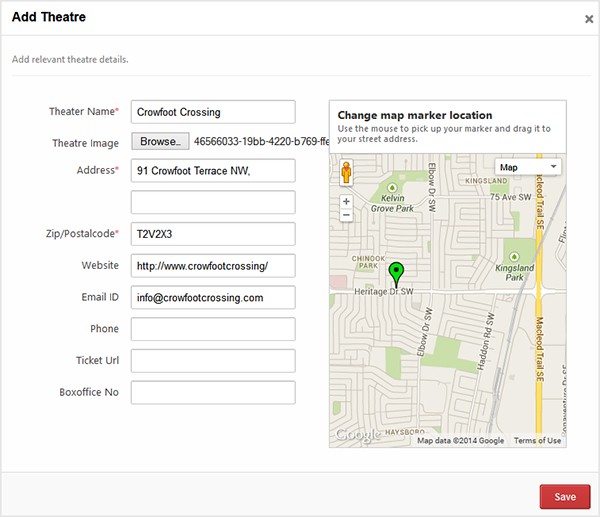 Add Theatre
×
Add relevant theatre details.
Theater Name*
Crowfoot Crossing
Theatre Image
Browse..
46566033-19bb-4220-b769-ffe
Address*
91 Crowfoot Terrace NW,
Zip/Postalcode*
T2V2X3
Website
http://www.crowfootcrossing/
Email ID
info@crowfootcrossing.com
Phone
Ticket Url
Boxoffice No
Change map marker location
Use the mouse to pick up your marker and drag it to
your street address.
Map
+
−
KINGSLAND
75 Ave SW
Kelvin
Grove Park
Elbow Dr SW
Macleod Trail SE
CHINOOK
PARK
Kingsland
Park
Heritage Dr SW
Elbow Dr SW
Haddon Rd SW
Macleod Trail SE
HAYSBORO
Google
Map data ©2014 Google
Terms of Use
Save